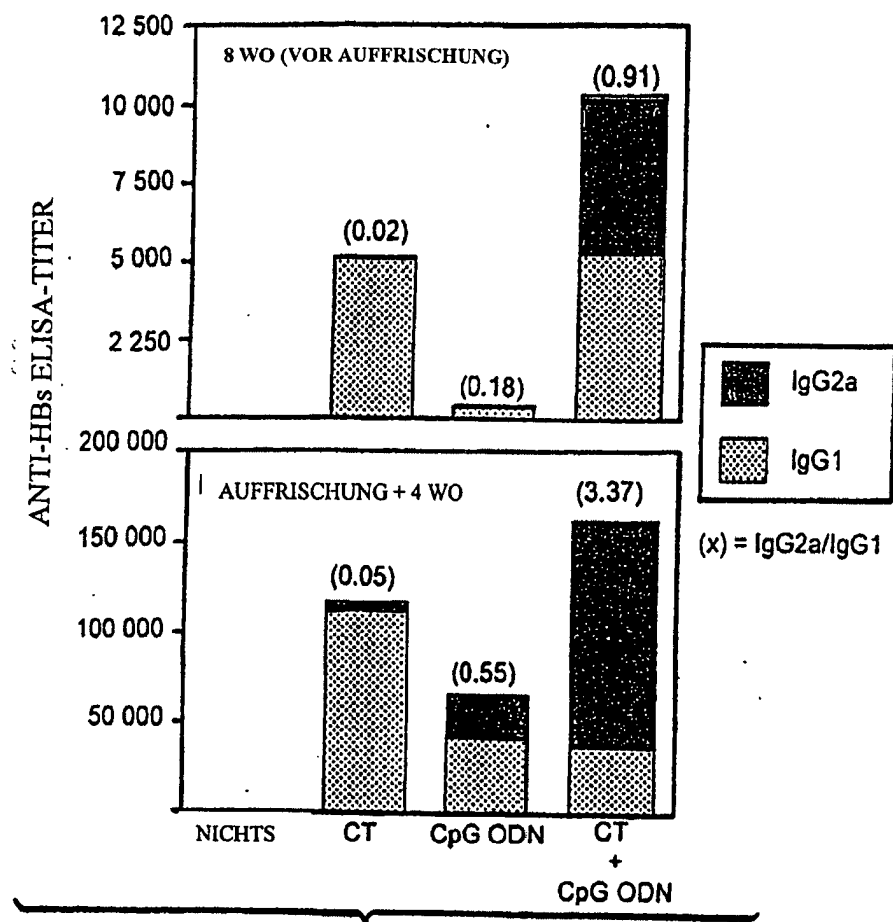 ANTI-HBs ELISA-TITER
12 500
10 000
7 500
5 000
2 250
8 WO (VOR AUFFRISCHUNG)
(0.02)
(0.18)
(0.91)
200 000
150 000
100 000
50 000
AUFFRISCHUNG + 4 WO
(0.05)
(0.55)
(3.37)
NICHTS
CT
CpG ODN
CT
+
CpG ODN
IgG2a
IgG1
(x) = IgG2a/IgG1